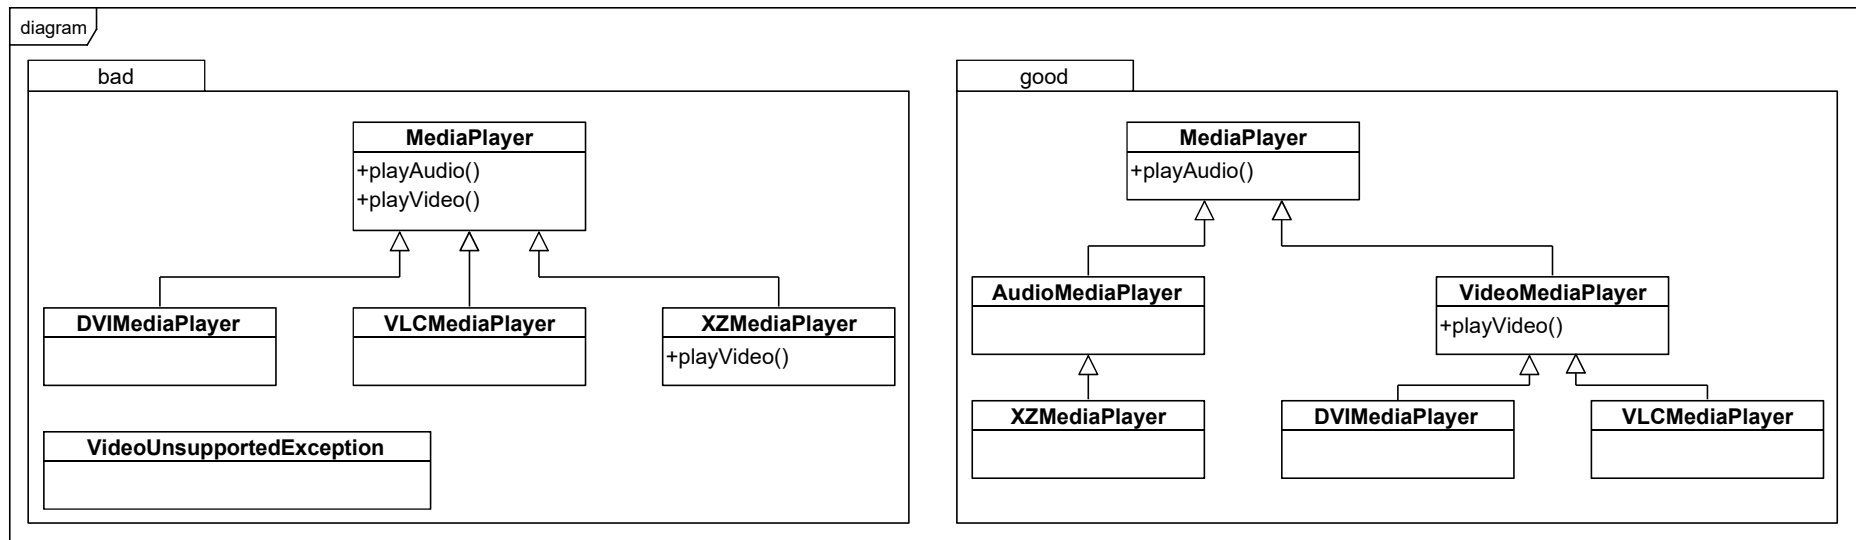 diagram
bad
MediaPlayer
+playAudio()
+playVideo()
DVIMediaPlayer
VLCMediaPlayer
XZMediaPlayer
+playVideo()
VideoUnsupportedException
good
MediaPlayer
+playAudio()
AudioMediaPlayer
VideoMediaPlayer
+playVideo()
XZMediaPlayer
DVIMediaPlayer
VLCMediaPlayer